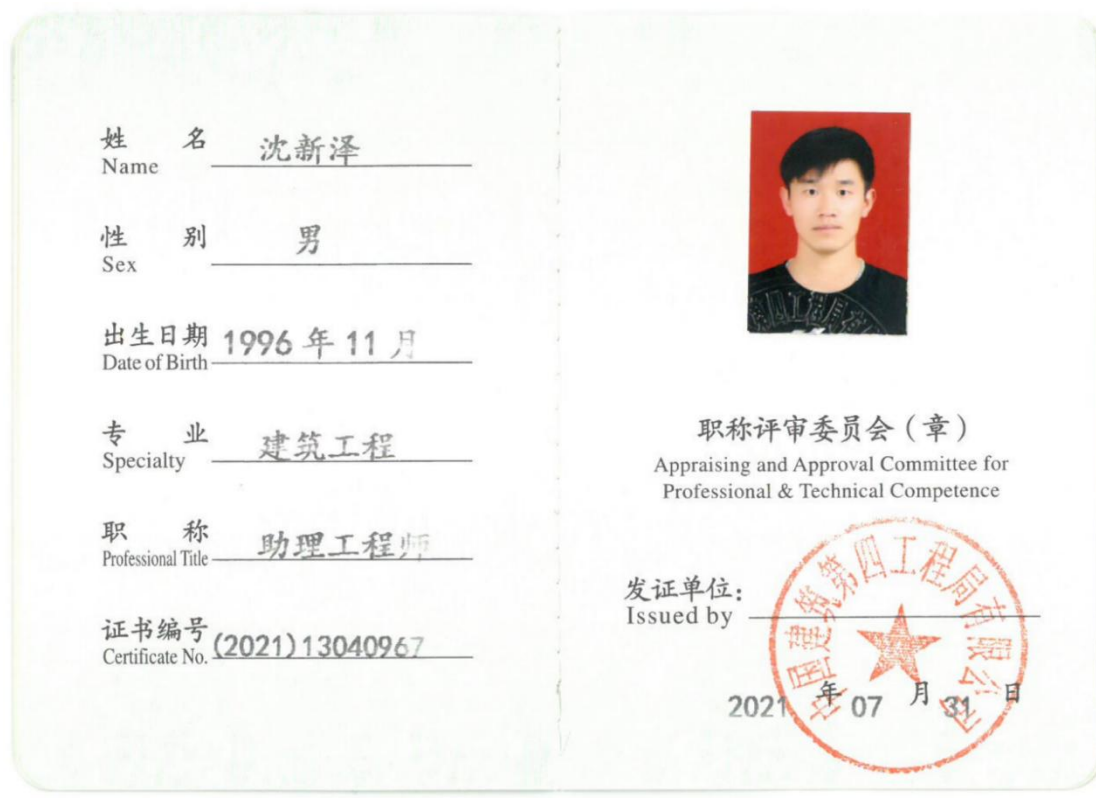 姓 名 沈新泽
Name
性 别 男
Sex
出生日期 1996 年 11 月
Date of Birth
专 业 建筑工程
Specialty
职 称 助理工程师
Professional Title
证书编号 (2021)13040967
Certificate No.
职称评审委员会（章）
Appraising and Approval Committee for
Professional & Technical Competence
发证单位：
Issued by
中国建筑第四工程局有限公司
2021 年 07 月 31 日